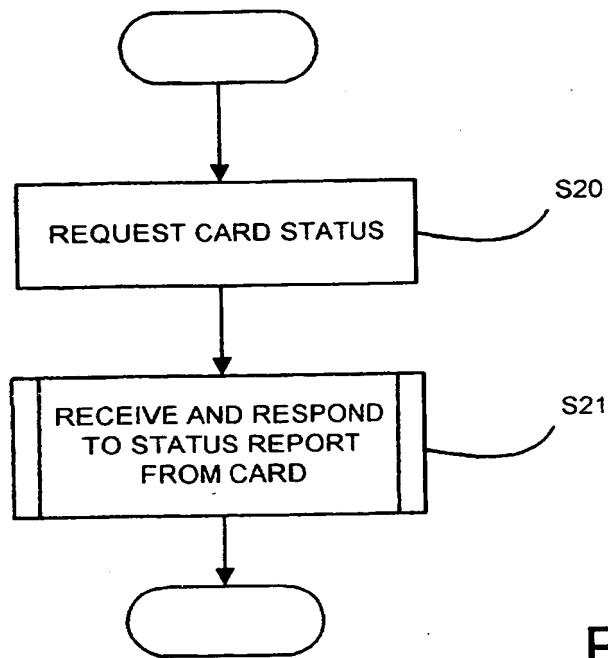 REQUEST CARD STATUS
S20
RECEIVE AND RESPOND
TO STATUS REPORT
FROM CARD
S21